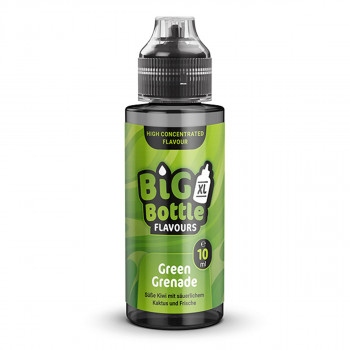 HIGH CONCENTRATED
FLAVOUR
BiG XL
Bottle
FLAVOURS
e
10
ml
Green
Grenade
Süße Kiwi mit säuerlichem
Kaktus und Frische